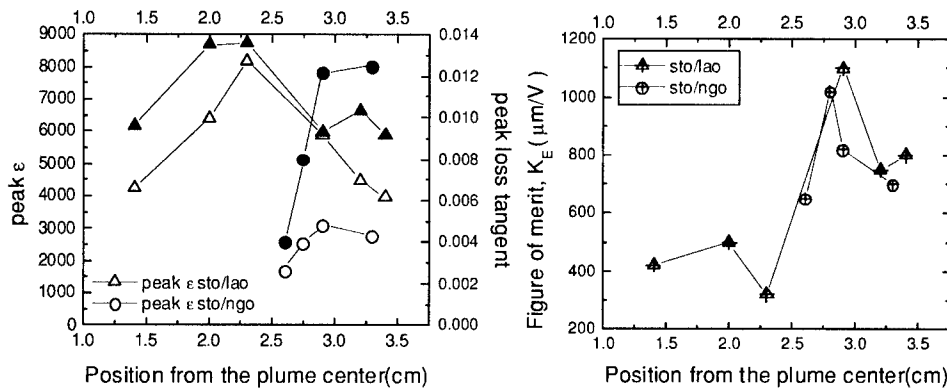 1.0 1.5 2.0 2.5 3.0 3.5
9000
8000
7000
6000
5000
4000
3000
2000
1000
0
peak ε
0.014
0.012
0.010
0.008
0.006
0.004
0.002
0.000
peak loss tangent
peak ε sto/lao
peak ε sto/ngo
1.0 1.5 2.0 2.5 3.0 3.5
Position from the plume center(cm)
1.0 1.5 2.0 2.5 3.0 3.5
1200
1000
800
600
400
200
Figure of merit, K_E (μm/V)
sto/lao
sto/ngo
1.0 1.5 2.0 2.5 3.0 3.5
Position from the plume center(cm)